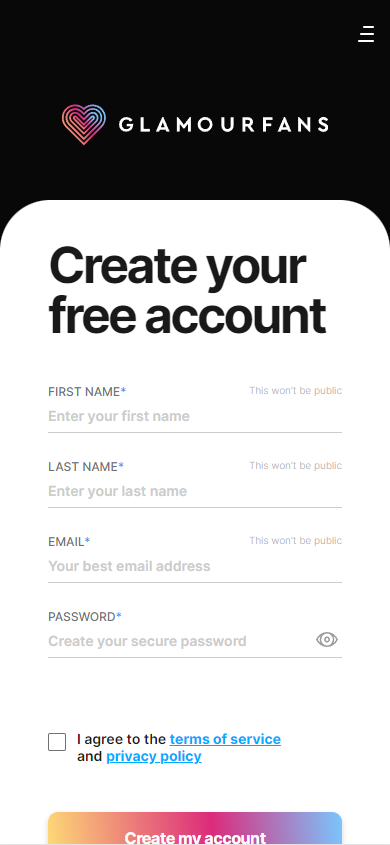 GLAMOURFANS
Create your
free account
FIRST NAME*
This won't be public
Enter your first name
LAST NAME*
This won't be public
Enter your last name
EMAIL*
This won't be public
Your best email address
PASSWORD*
Create your secure password
I agree to the terms of service
and privacy policy
Create my account